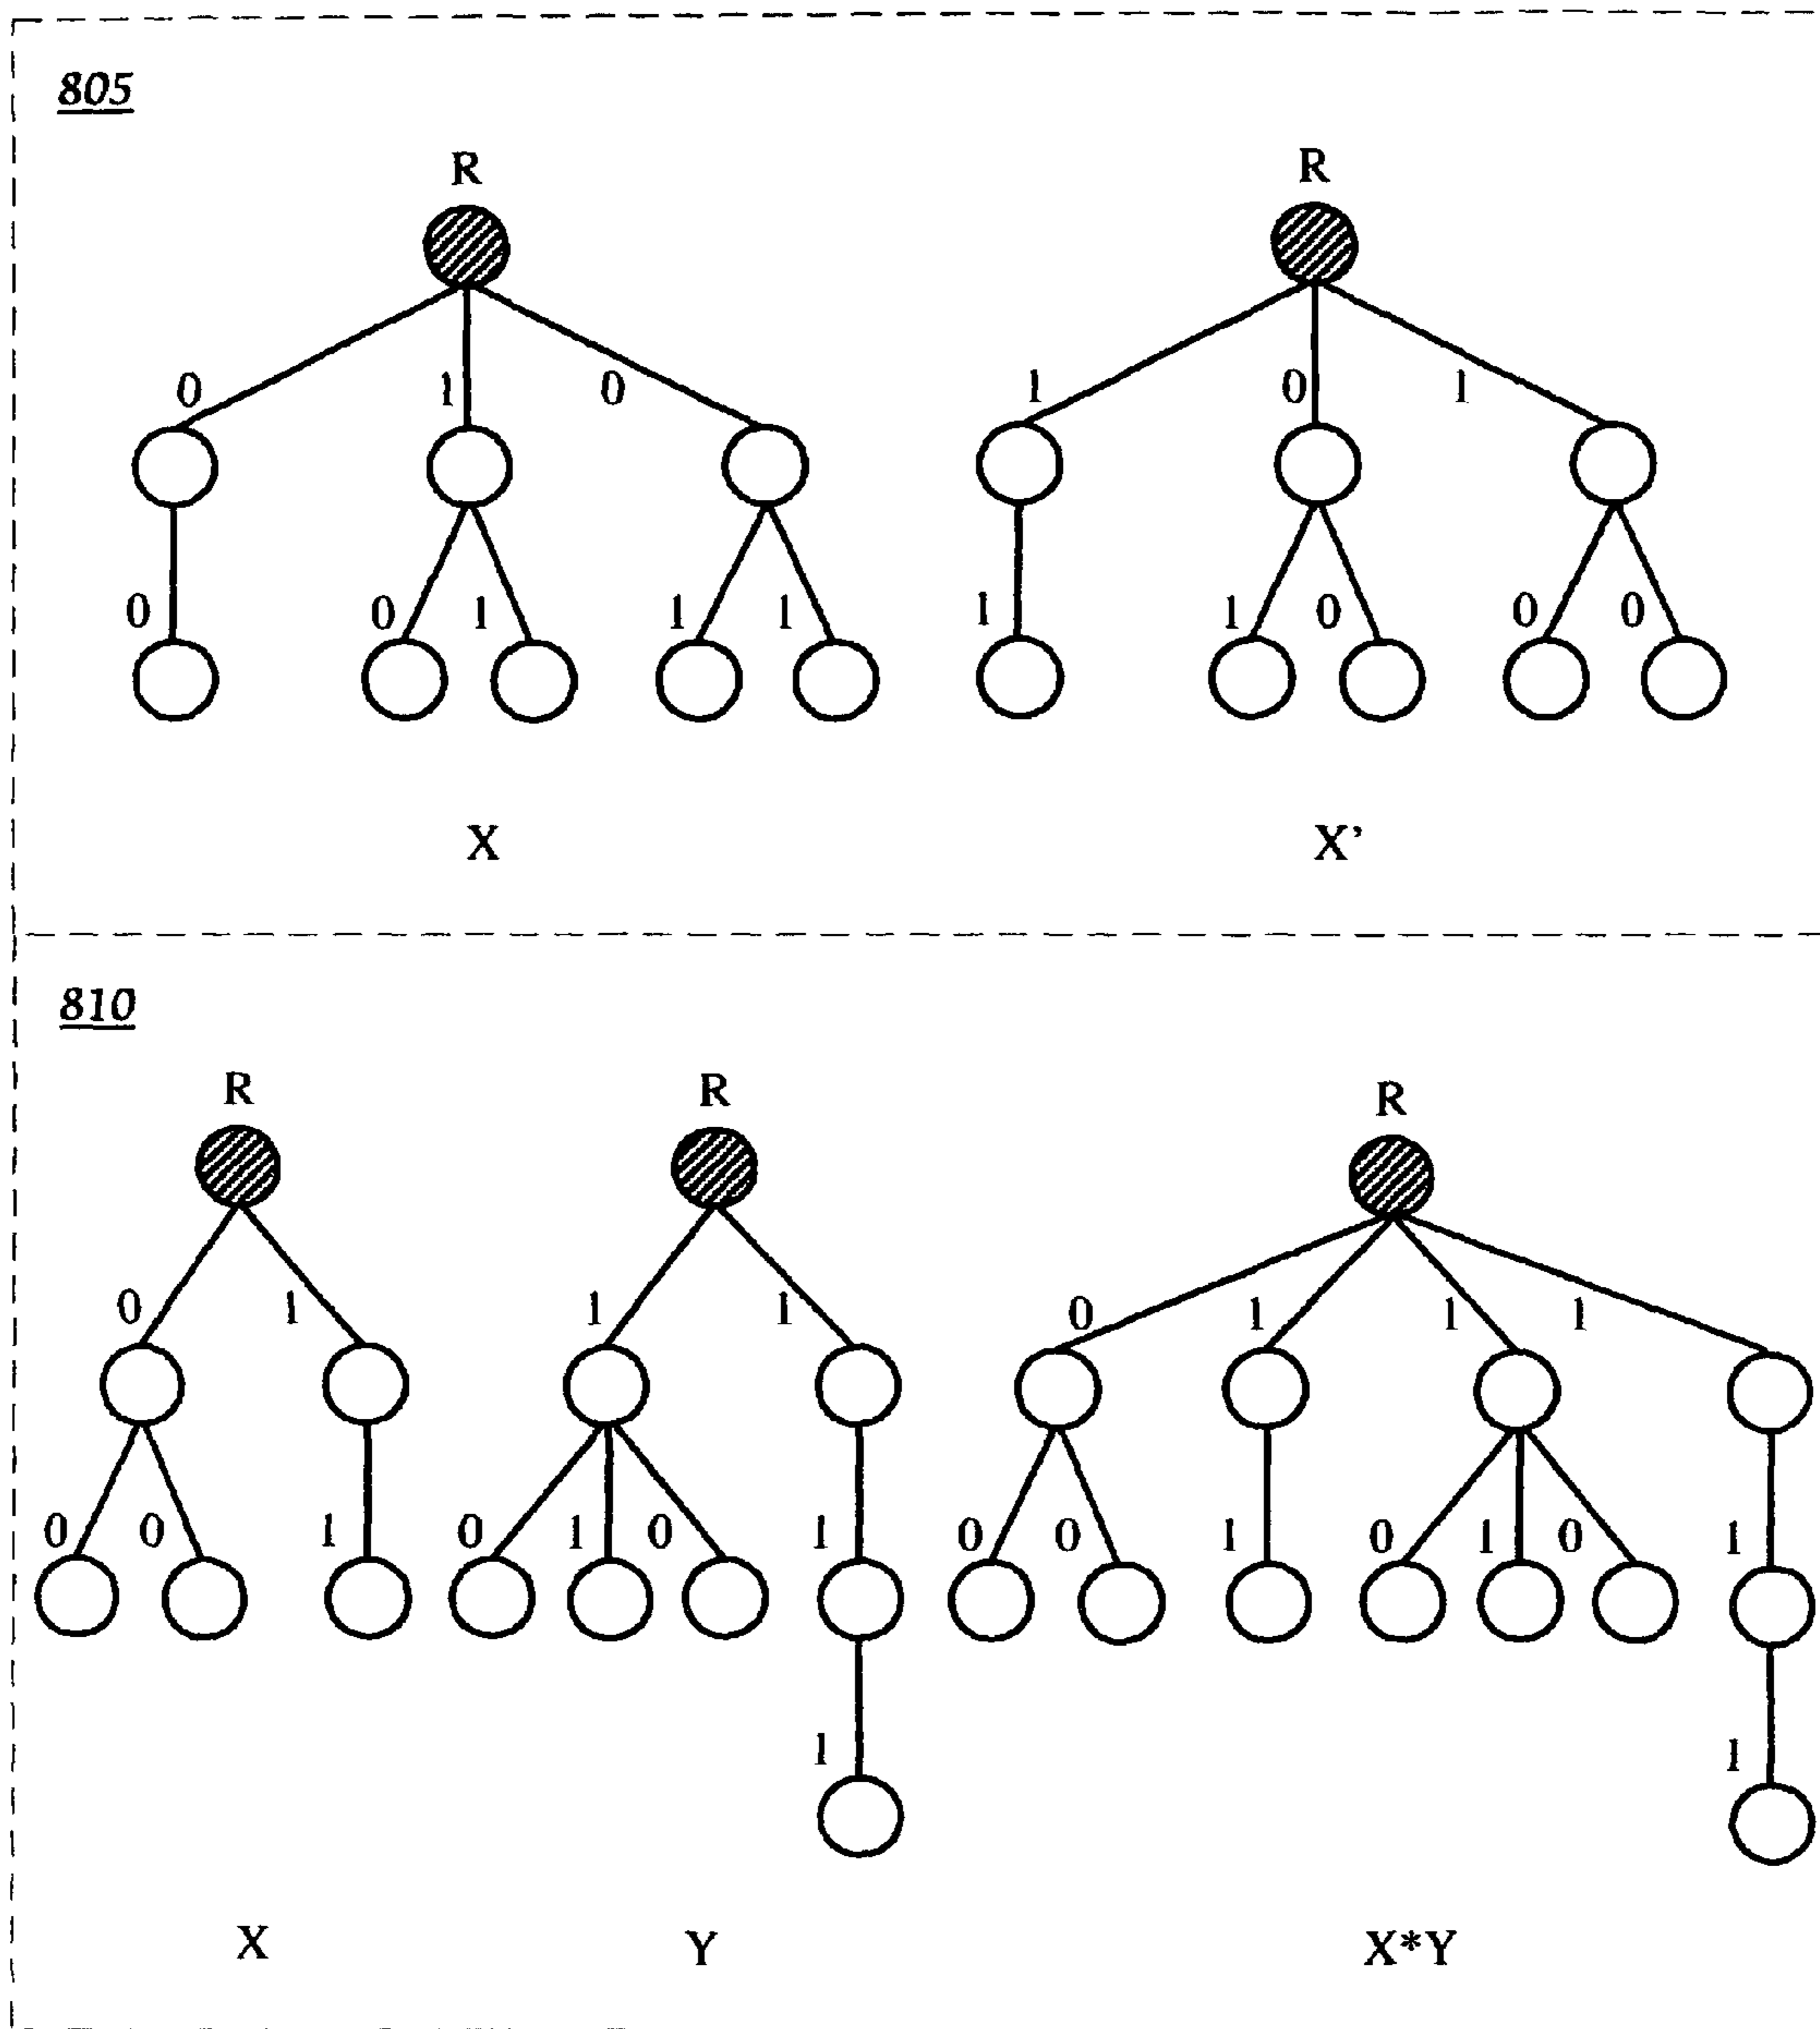 805
R R
0 1 0 1 0 1
0 0 1 1 1 1 1 0 0 0
X X’
810
R R R
0 1 1 1 0 1 1 1
0 0 1 0 1 0 1 0 0 1 0 1 0 1
1 1
X Y X*Y